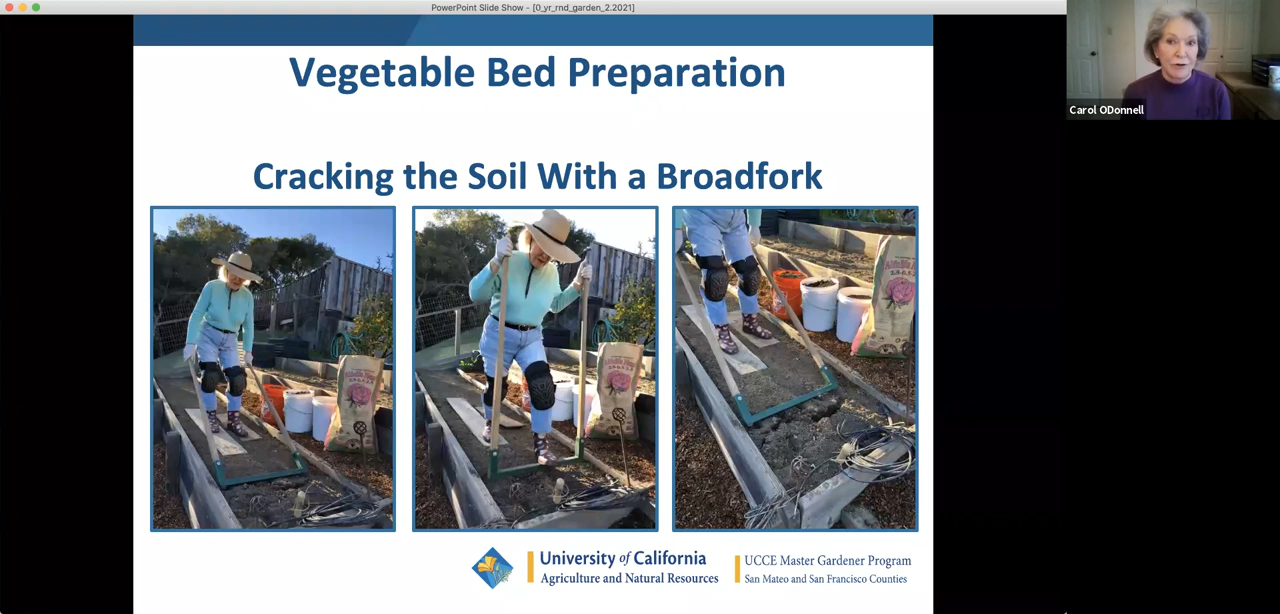 PowerPoint Slide Show - [0_yr_rnd_garden_2.2021]
Carol ODonnell
Vegetable Bed Preparation
Cracking the Soil With a Broadfork
University of California
Agriculture and Natural Resources
UCCE Master Gardener Program
San Mateo and San Francisco Counties